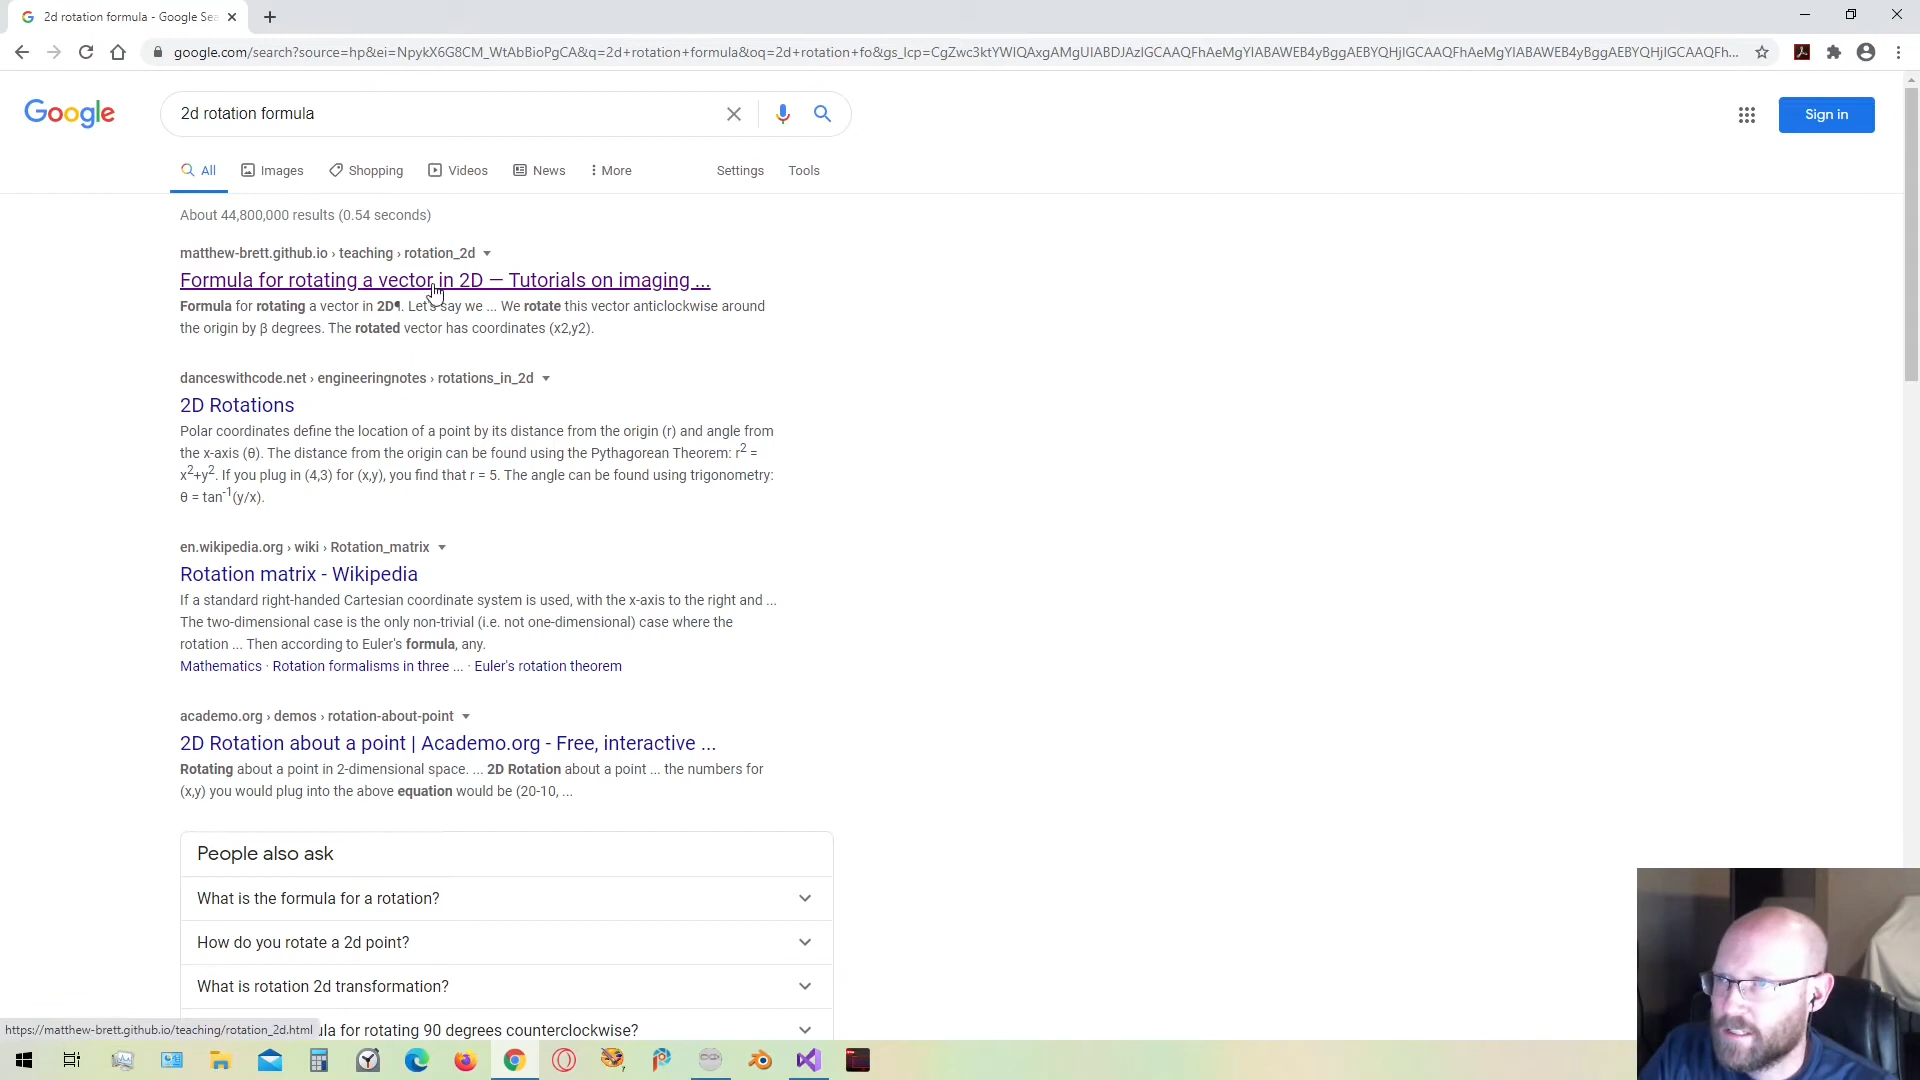 2d rotation formula - Google Sea
google.com/search?source=hp&ei=NpykX6G8CM_WtAbBioPgCA&q=2d+rotation+formula&oq=2d+rotation+fo&gs_lcp=CgZwc3ktYWIQAxgAMgUIABDJAzIGCAAQFhAeMgYIABAWEB4yBggAEBYQHjIGCAAQFhAeMgYIABAWEB4yBggAEBYQHjIGCAAQFh...
Google
2d rotation formula
Sign in
All Images Shopping Videos News More Settings Tools
About 44,800,000 results (0.54 seconds)
matthew-brett.github.io › teaching › rotation_2d
Formula for rotating a vector in 2D — Tutorials on imaging ...
Formula for rotating a vector in 2D¶. Let's say we ... We rotate this vector anticlockwise around
the origin by β degrees. The rotated vector has coordinates (x2,y2).
danceswithcode.net › engineeringnotes › rotations_in_2d
2D Rotations
Polar coordinates define the location of a point by its distance from the origin (r) and angle from
the x-axis (θ). The distance from the origin can be found using the Pythagorean Theorem: r2 =
x2+y2. If you plug in (4,3) for (x,y), you find that r = 5. The angle can be found using trigonometry:
θ = tan-1(y/x).
en.wikipedia.org › wiki › Rotation_matrix
Rotation matrix - Wikipedia
If a standard right-handed Cartesian coordinate system is used, with the x-axis to the right and ...
The two-dimensional case is the only non-trivial (i.e. not one-dimensional) case where the
rotation ... Then according to Euler's formula, any.
Mathematics · Rotation formalisms in three ... · Euler's rotation theorem
academo.org › demos › rotation-about-point
2D Rotation about a point | Academo.org - Free, interactive ...
Rotating about a point in 2-dimensional space. ... 2D Rotation about a point ... the numbers for
(x,y) you would plug into the above equation would be (20-10, ...
People also ask
What is the formula for a rotation?
How do you rotate a 2d point?
What is rotation 2d transformation?
https://matthew-brett.github.io/teaching/rotation_2d.html
for rotating 90 degrees counterclockwise?